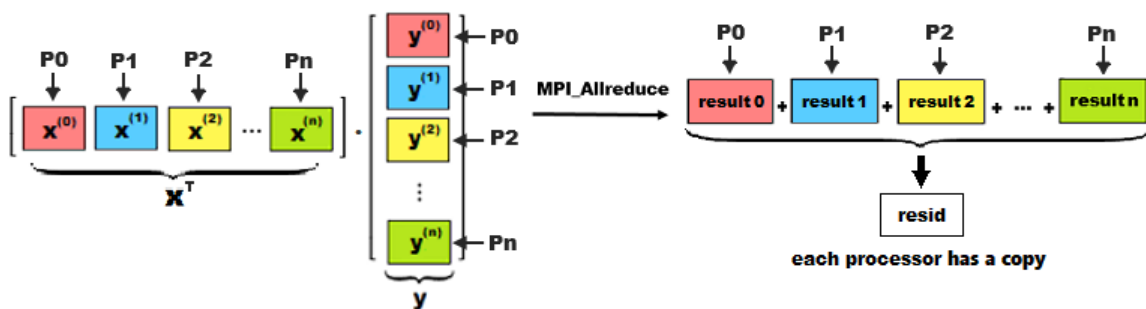 P0 P1 P2 Pn
x(0) x(1) x(2) ... x(n)
xT
.
y(0) P0
y(1) P1
y(2) P2
...
y(n) Pn
y
MPI_Allreduce
P0 P1 P2 Pn
result 0 + result 1 + result 2 + ... + result n
resid
each processor has a copy